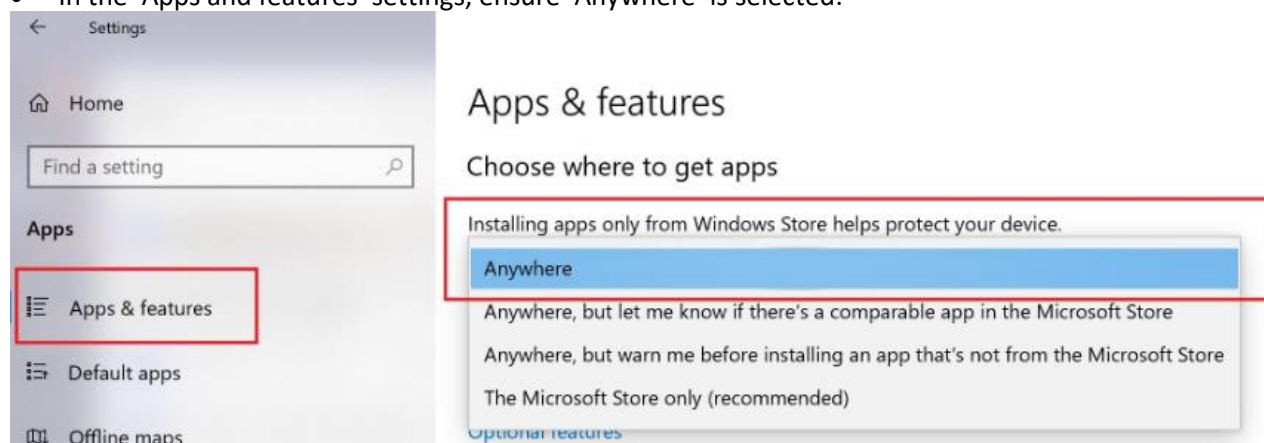 • In the 'Apps and features' settings, ensure 'Anywhere' is selected.
← Settings
Home
Find a setting
Apps
Apps & features
Default apps
Offline maps
Apps & features
Choose where to get apps
Installing apps only from Windows Store helps protect your device.
Anywhere
Anywhere, but let me know if there's a comparable app in the Microsoft Store
Anywhere, but warn me before installing an app that's not from the Microsoft Store
The Microsoft Store only (recommended)
Optional features